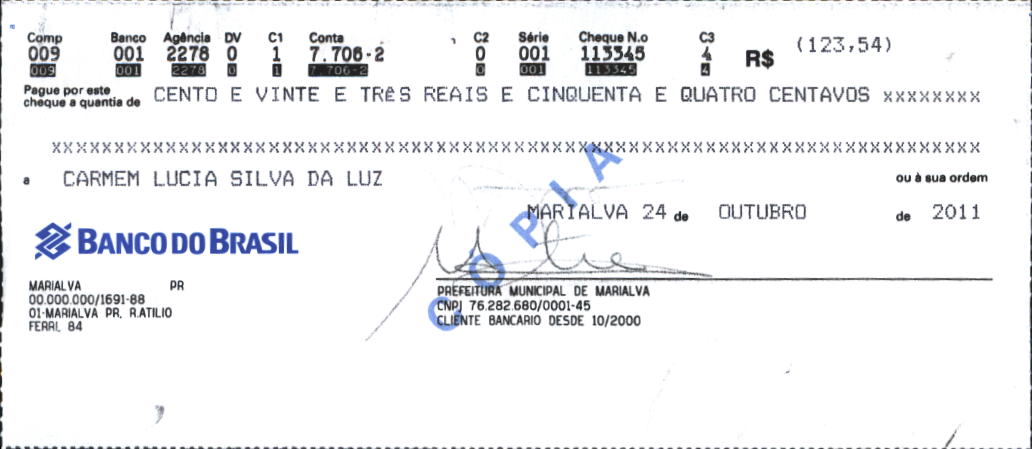 Comp Banco Agência DV C1 Conta C2 Série Cheque N.o C3
009 001 2278 0 1 7.706-2 0 001 113345 4 R$ (123,54)
009 001 2278 0 1 7.706-2 0 001 113345 4
Pague por este
cheque a quantia de CENTO E VINTE E TRÊS REAIS E CINQUENTA E QUATRO CENTAVOS xxxxxxxx
xxxxxxxxxxxxxxxxxxxxxxxxxxxxxxxxxxxxxxxxxxxxxxxxxxxxxxxxxxxxxxxxxxxxxxxxxxxxx
a CARMEM LUCIA SILVA DA LUZ ou à sua ordem
MARIALVA 24 de OUTUBRO de 2011
CÓPIA
BANCO DO BRASIL
MARIALVA PR
00.000.000/1691-88
01-MARIALVA PR. R.ATILIO
FERRI, 84
PREFEITURA MUNICIPAL DE MARIALVA
CNPJ 76.282.680/0001-45
CLIENTE BANCARIO DESDE 10/2000